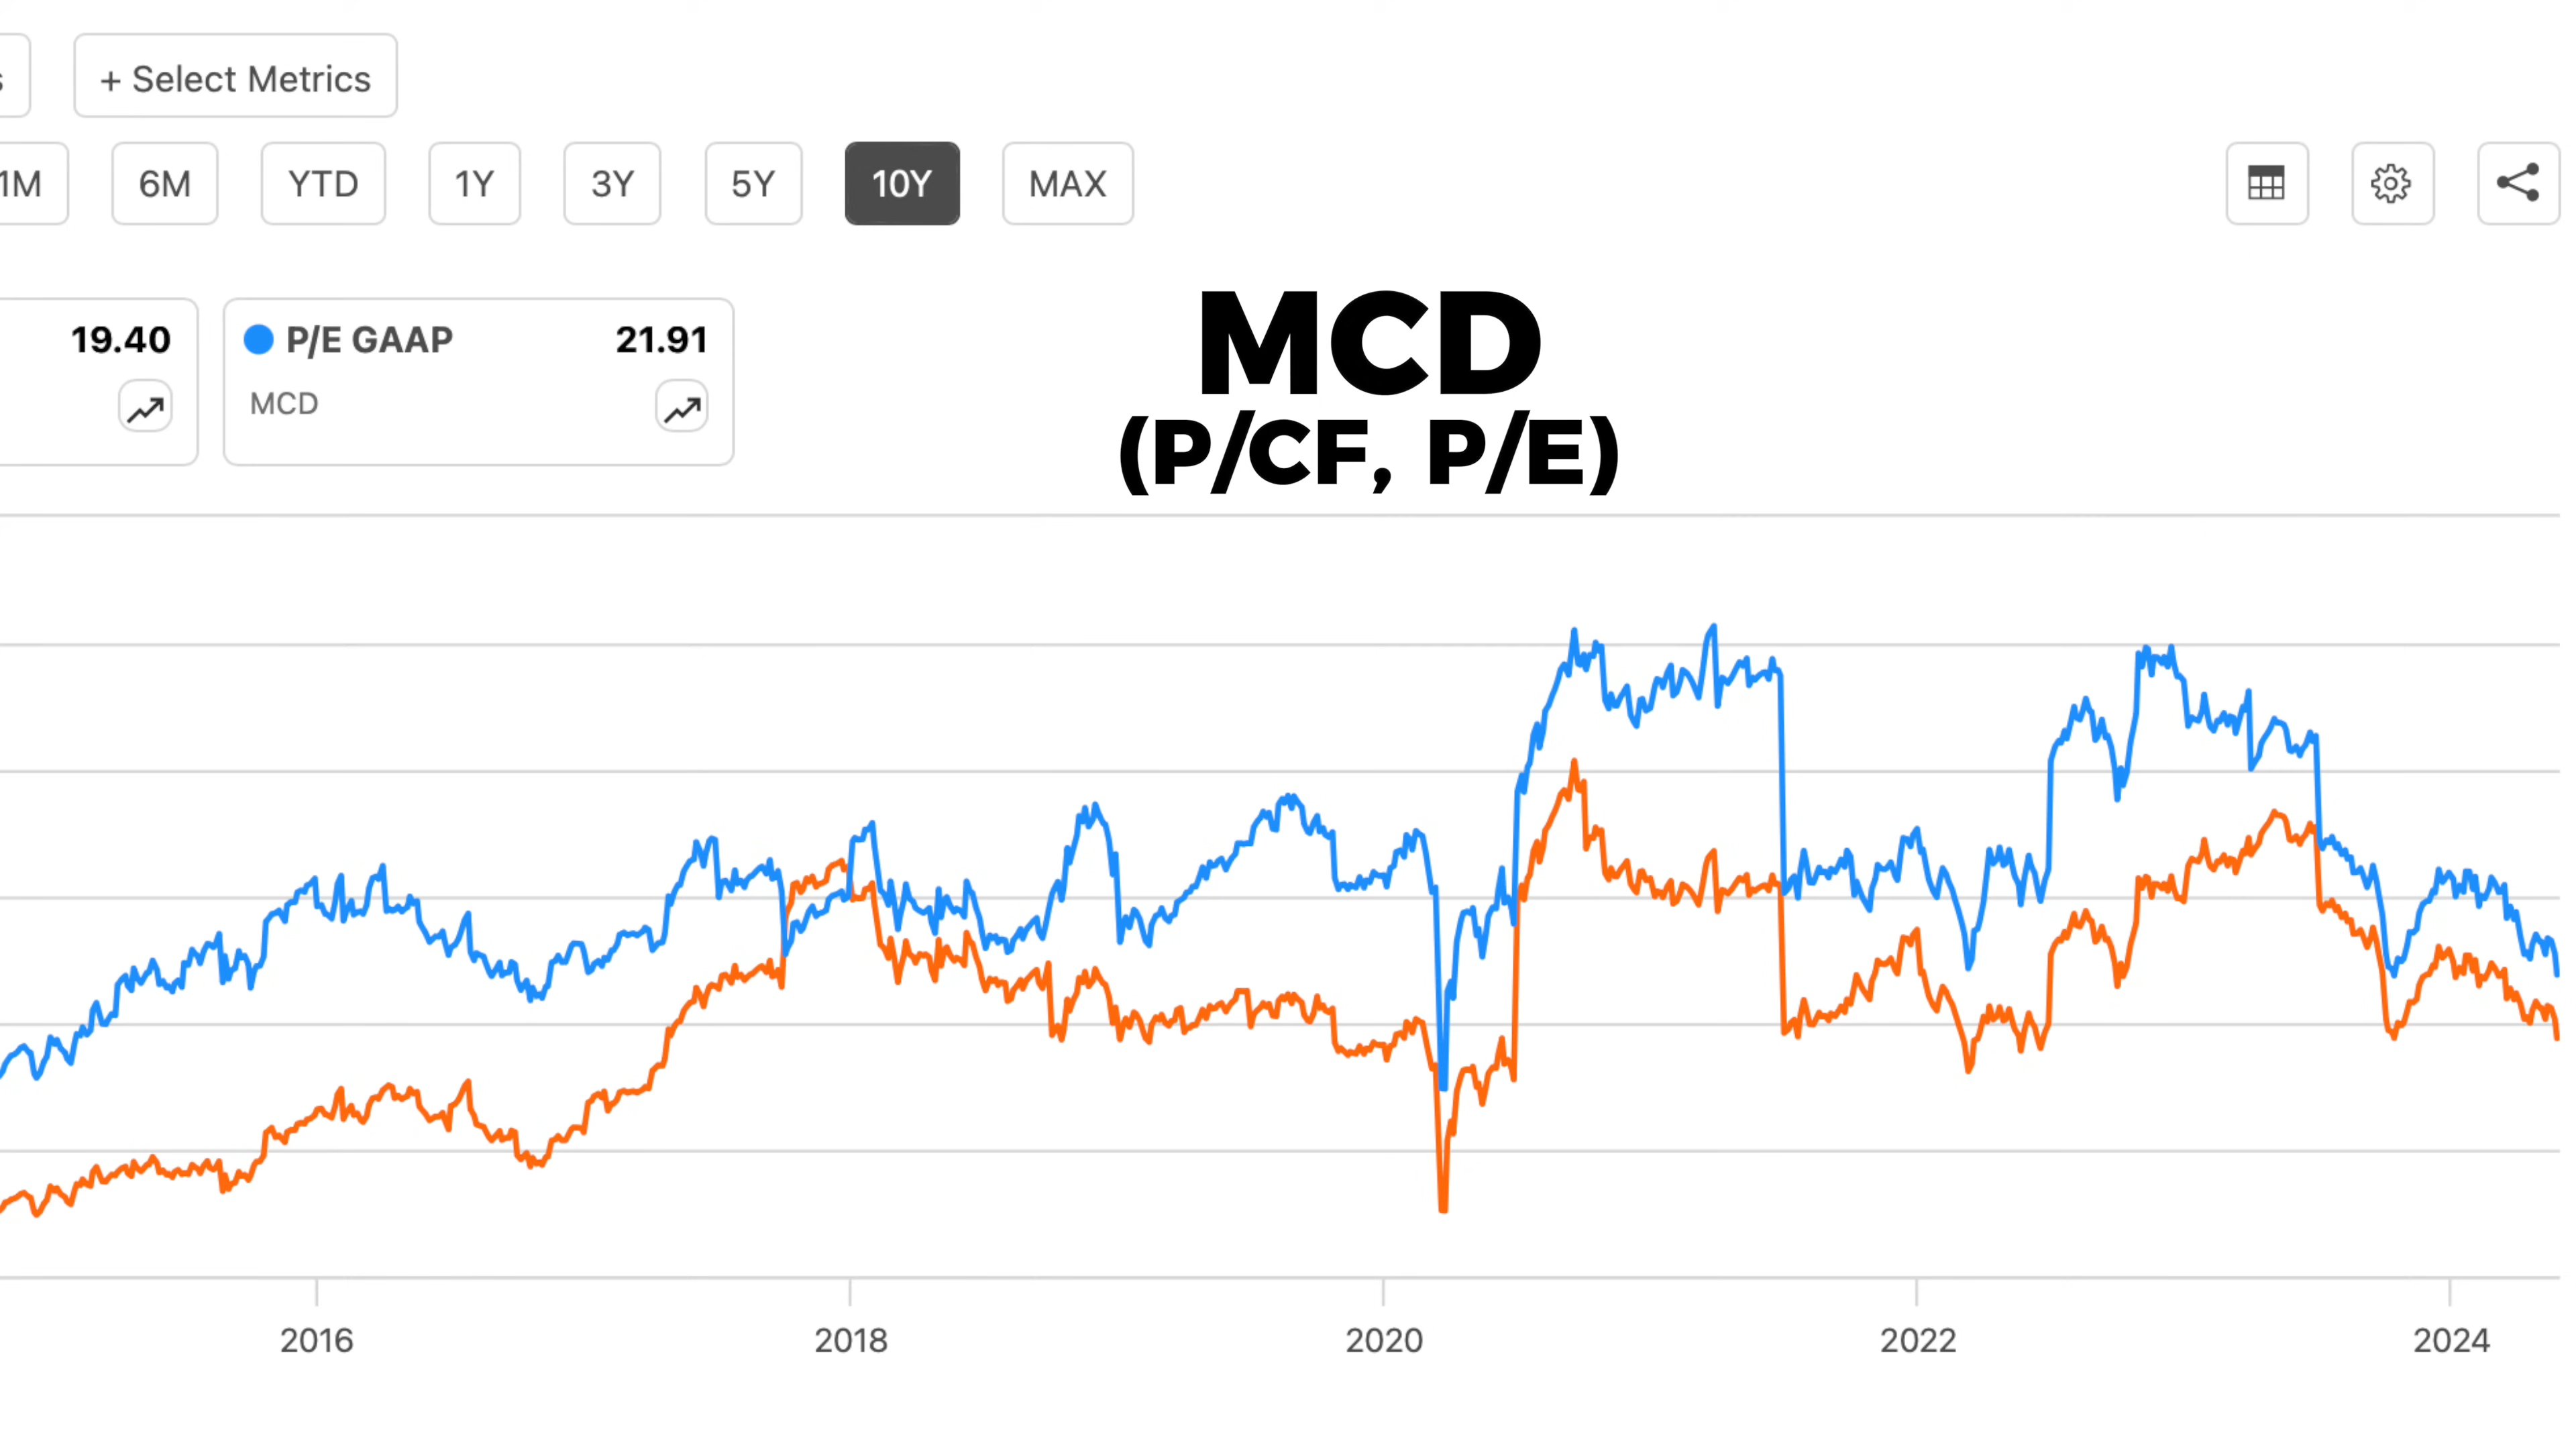 + Select Metrics
1M 6M YTD 1Y 3Y 5Y 10Y MAX
MCD
(P/CF, P/E)
19.40
P/E GAAP 21.91
MCD
2016 2018 2020 2022 2024